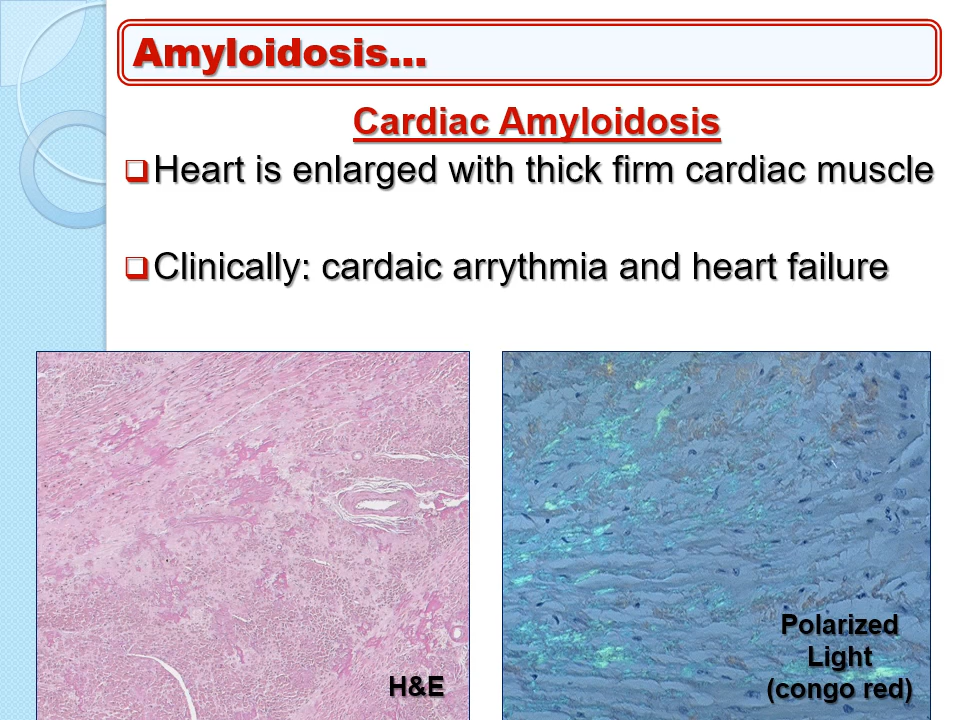 Amyloidosis...
Cardiac Amyloidosis
Heart is enlarged with thick firm cardiac muscle
Clinically: cardaic arrythmia and heart failure
H&E
Polarized
Light
(congo red)